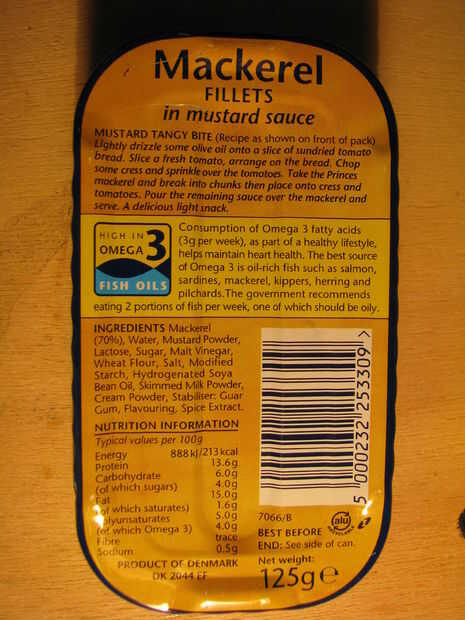 Mackerel
FILLETS
in mustard sauce
MUSTARD TANGY BITE (Recipe as shown on front of pack)
Lightly drizzle some olive oil onto a slice of sundried tomato
bread. Slice a fresh tomato, arrange on the bread. Chop
some cress and sprinkle over the tomatoes. Take the Princes
mackerel and break into chunks then place onto cress and
tomatoes. Pour the remaining sauce over the mackerel and
serve. A delicious light snack.
HIGH IN
OMEGA 3
FISH OILS
Consumption of Omega 3 fatty acids
(3g per week), as part of a healthy lifestyle,
helps maintain heart health. The best source
of Omega 3 is oil-rich fish such as salmon,
sardines, mackerel, kippers, herring and
pilchards. The government recommends
eating 2 portions of fish per week, one of which should be oily.
INGREDIENTS Mackerel
(70%), Water, Mustard Powder,
Lactose, Sugar, Malt Vinegar,
Wheat Flour, Salt, Modified
Starch, Hydrogenated Soya
Bean Oil, Skimmed Milk Powder,
Cream Powder, Stabiliser: Guar
Gum, Flavouring, Spice Extract.
NUTRITION INFORMATION
Typical values per 100g
Energy 888kJ/213kcal
Protein 13.6g
Carbohydrate 6.0g
(of which sugars) 4.0g
Fat 15.0g
(of which saturates) 1.6g
Polyunsaturates 5.0g
(of which Omega 3) 4.0g
Fibre trace
Sodium 0.5g
PRODUCT OF DENMARK
DK 2044 EF
5 000232 253309 >
7066/B
alu
BEST BEFORE
END: See side of can.
Net weight:
125g e